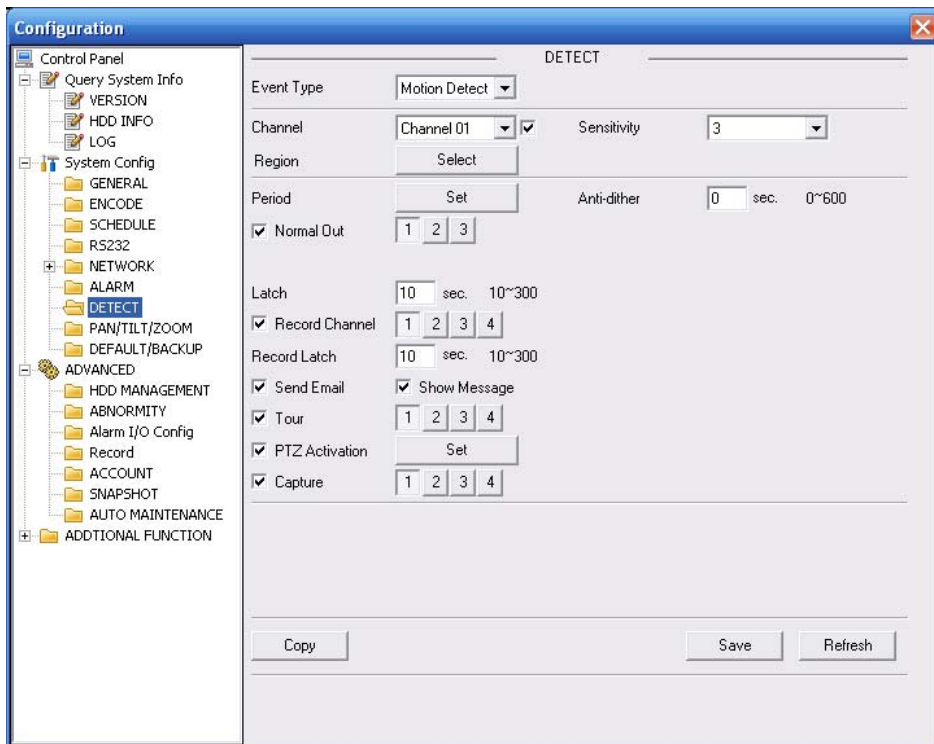 Configuration
Control Panel
Query System Info
VERSION
HDD INFO
LOG
System Config
GENERAL
ENCODE
SCHEDULE
RS232
NETWORK
ALARM
DETECT
PAN/TILT/ZOOM
DEFAULT/BACKUP
ADVANCED
HDD MANAGEMENT
ABNORMITY
Alarm I/O Config
Record
ACCOUNT
SNAPSHOT
AUTO MAINTENANCE
ADDTIONAL FUNCTION
DETECT
Event Type Motion Detect
Channel Channel 01 Sensitivity 3
Region Select
Period Set Anti-dither 0 sec. 0~600
Normal Out 1 2 3
Latch 10 sec. 10~300
Record Channel 1 2 3 4
Record Latch 10 sec. 10~300
Send Email Show Message
Tour 1 2 3 4
PTZ Activation Set
Capture 1 2 3 4
Copy Save Refresh